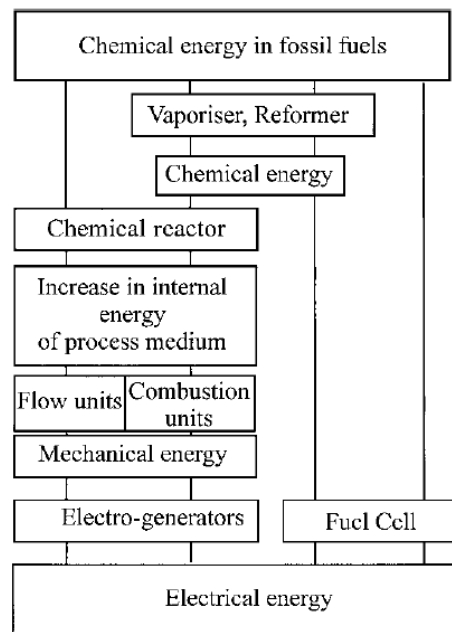 Chemical energy in fossil fuels
Vaporiser, Reformer
Chemical energy
Chemical reactor
Increase in internal
energy
of process medium
Flow units
Combustion
units
Mechanical energy
Electro-generators
Fuel Cell
Electrical energy